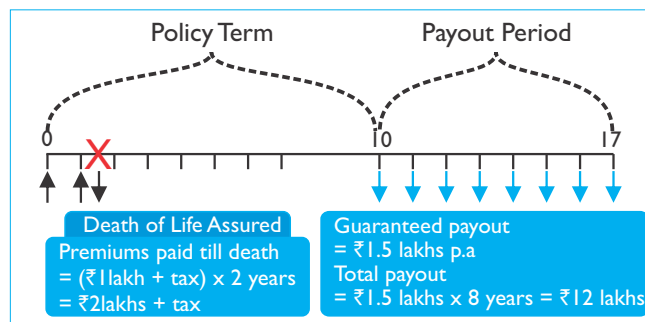 Policy Term
Payout Period
0
10
17
X
Death of Life Assured
Premiums paid till death
= (₹1lakh + tax) x 2 years
= ₹2lakhs + tax
Guaranteed payout
= ₹1.5 lakhs p.a
Total payout
= ₹1.5 lakhs x 8 years = ₹12 lakhs